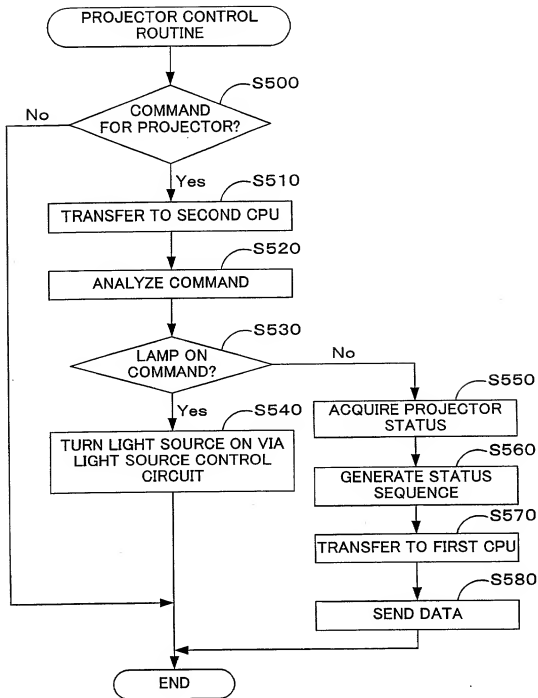 PROJECTOR CONTROL
ROUTINE
S500
No
COMMAND
FOR PROJECTOR?
Yes
S510
TRANSFER TO SECOND CPU
S520
ANALYZE COMMAND
S530
LAMP ON
COMMAND?
No
Yes
S540
TURN LIGHT SOURCE ON VIA
LIGHT SOURCE CONTROL
CIRCUIT
S550
ACQUIRE PROJECTOR
STATUS
S560
GENERATE STATUS
SEQUENCE
S570
TRANSFER TO FIRST CPU
S580
SEND DATA
END